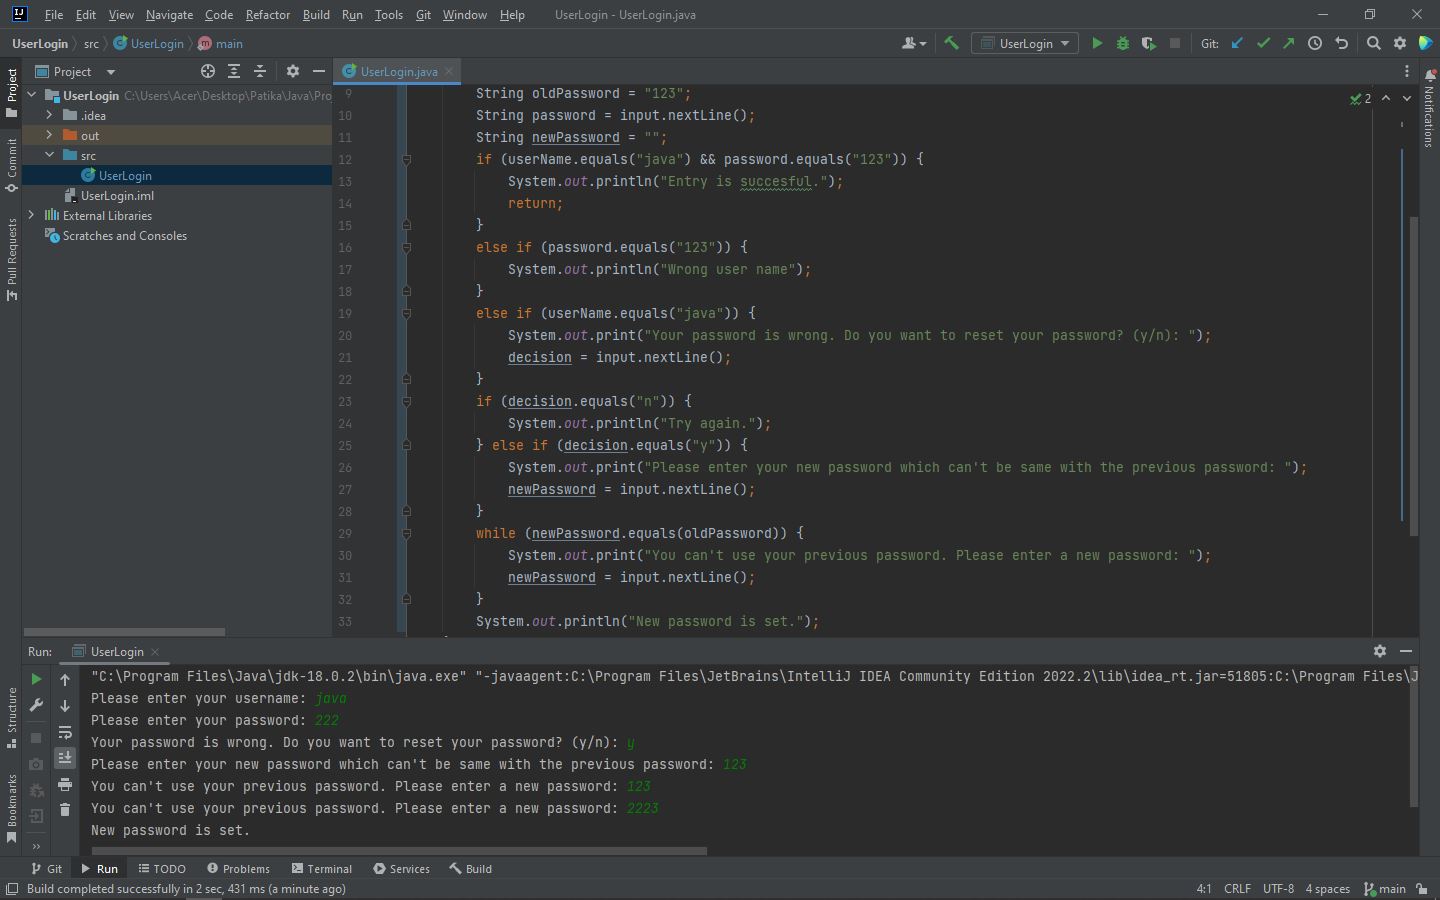 File Edit View Navigate Code Refactor Build Run Tools Git Window Help UserLogin - UserLogin.java
UserLogin src UserLogin main UserLogin Git:
Project
UserLogin.java
UserLogin C:\Users\Acer\Desktop\Patika\Java\Pro
.idea
out
src
UserLogin
UserLogin.iml
External Libraries
Scratches and Consoles
Project
Commit
Pull Requests
Structure
Bookmarks
Notifications
2
9 String oldPassword = "123";
10 String password = input.nextLine();
11 String newPassword = "";
12 if (userName.equals("java") && password.equals("123")) {
13 System.out.println("Entry is succesful.");
14 return;
15 }
16 else if (password.equals("123")) {
17 System.out.println("Wrong user name");
18 }
19 else if (userName.equals("java")) {
20 System.out.print("Your password is wrong. Do you want to reset your password? (y/n): ");
21 decision = input.nextLine();
22 }
23 if (decision.equals("n")) {
24 System.out.println("Try again.");
25 } else if (decision.equals("y")) {
26 System.out.print("Please enter your new password which can't be same with the previous password: ");
27 newPassword = input.nextLine();
28 }
29 while (newPassword.equals(oldPassword)) {
30 System.out.print("You can't use your previous password. Please enter a new password: ");
31 newPassword = input.nextLine();
32 }
33 System.out.println("New password is set.");
Run: UserLogin
"C:\Program Files\Java\jdk-18.0.2\bin\java.exe" "-javaagent:C:\Program Files\JetBrains\IntelliJ IDEA Community Edition 2022.2\lib\idea_rt.jar=51805:C:\Program Files\J
Please enter your username: java
Please enter your password: 222
Your password is wrong. Do you want to reset your password? (y/n): y
Please enter your new password which can't be same with the previous password: 123
You can't use your previous password. Please enter a new password: 123
You can't use your previous password. Please enter a new password: 2223
New password is set.
Git Run TODO Problems Terminal Services Build
Build completed successfully in 2 sec, 431 ms (a minute ago) 4:1 CRLF UTF-8 4 spaces main